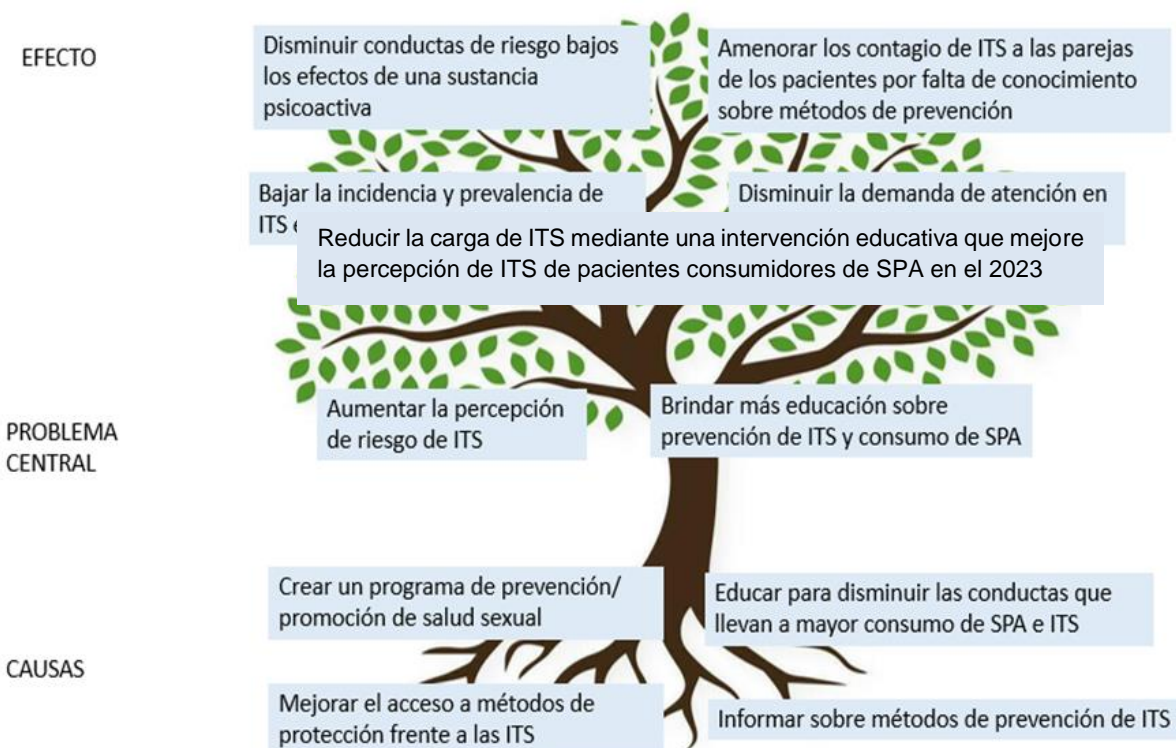 EFECTO
Disminuir conductas de riesgo bajos
los efectos de una sustancia
psicoactiva
Amenorar los contagio de ITS a las parejas
de los pacientes por falta de conocimiento
sobre métodos de prevención
Bajar la incidencia y prevalencia de
ITS
Disminuir la demanda de atención en
Reducir la carga de ITS mediante una intervención educativa que mejore
la percepción de ITS de pacientes consumidores de SPA en el 2023
PROBLEMA
CENTRAL
Aumentar la percepción
de riesgo de ITS
Brindar más educación sobre
prevención de ITS y consumo de SPA
Crear un programa de prevención/
promoción de salud sexual
Educar para disminuir las conductas que
llevan a mayor consumo de SPA e ITS
CAUSAS
Mejorar el acceso a métodos de
protección frente a las ITS
Informar sobre métodos de prevención de ITS